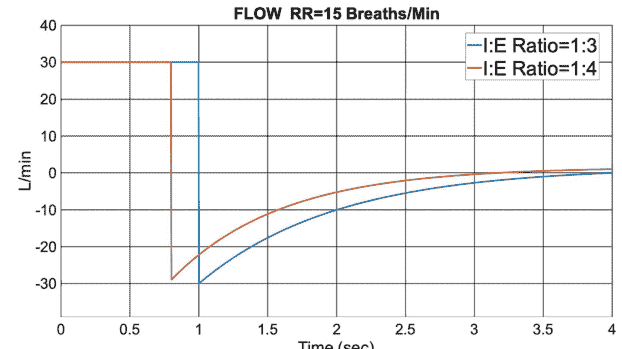 FLOW RR=15 Breaths/Min
I:E Ratio=1:3
I:E Ratio=1:4
40
30
20
10
0
-10
-20
-30
L/min
0 0.5 1 1.5 2 2.5 3 3.5 4
Time (sec)